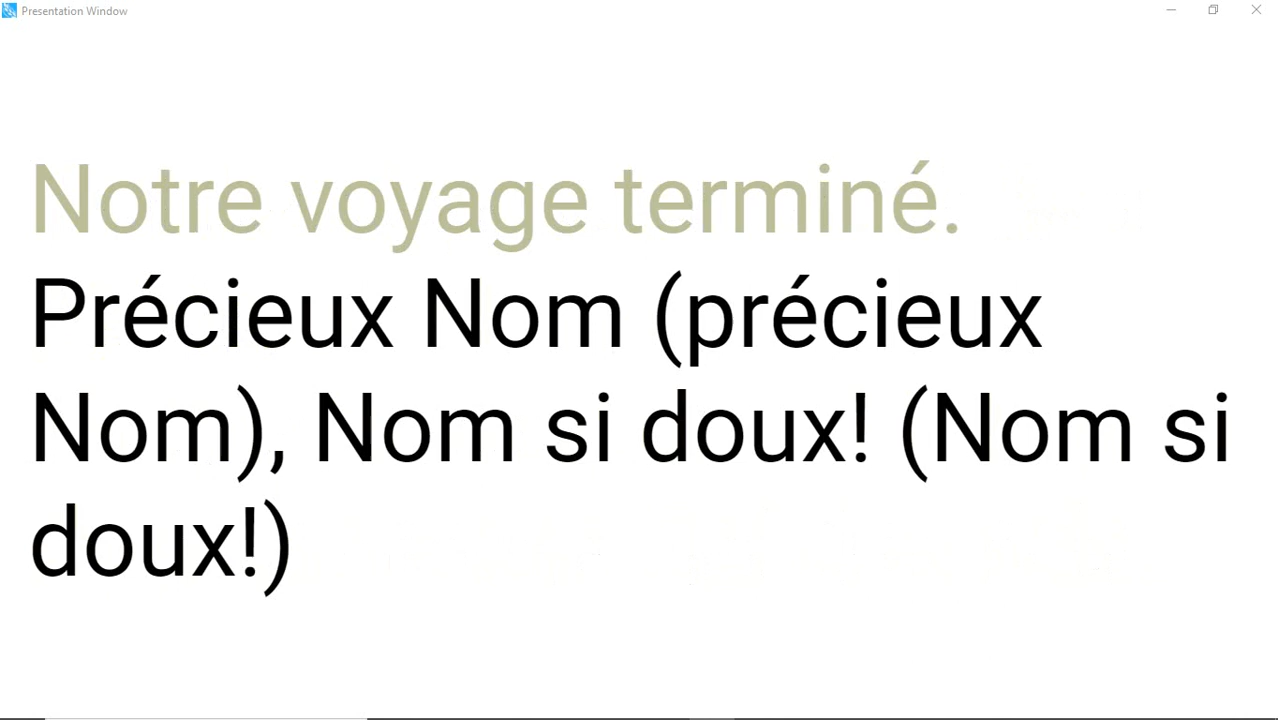 Presentation Window
Notre voyage terminé.
Précieux Nom (précieux
Nom), Nom si doux! (Nom si
doux!)